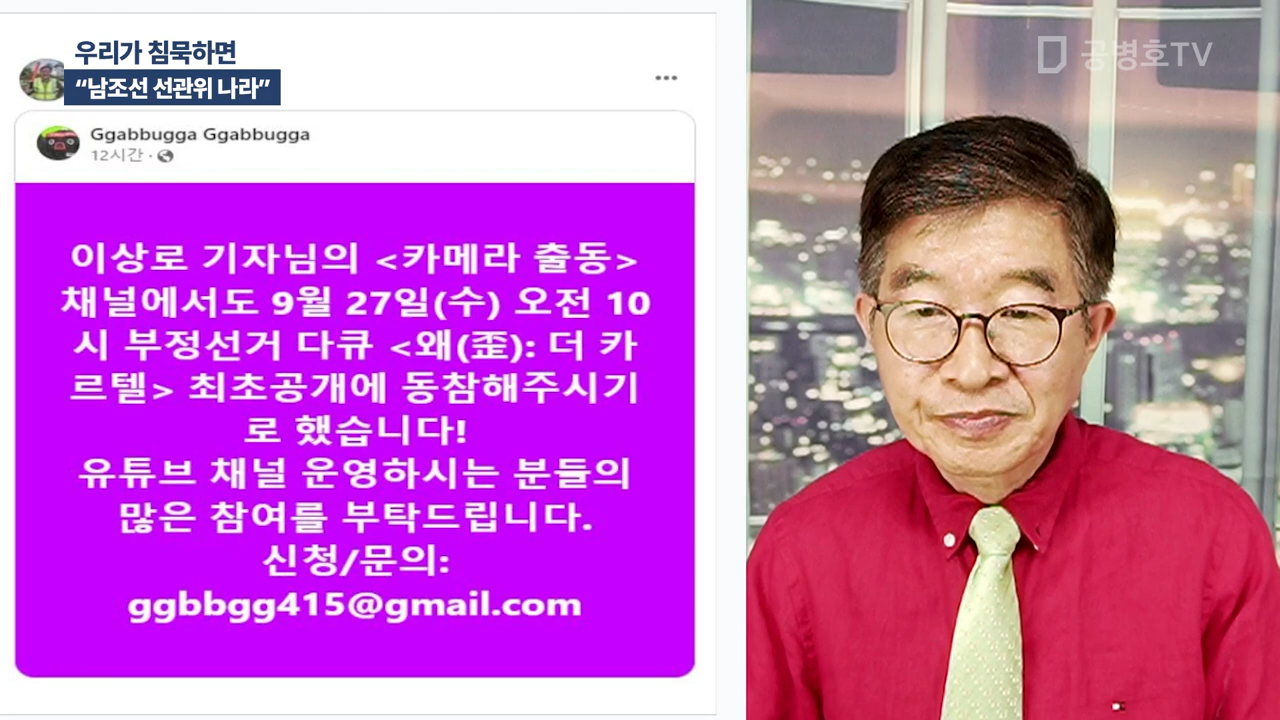 우리가 침묵하면
“남조선 선관위 나라”
공병호TV
Ggabbugga Ggabbugga
12시간
이상로 기자님의 <카메라 출동>
채널에서도 9월 27일(수) 오전 10
시 부정선거 다큐 <왜(歪): 더 카
르텔> 최초공개에 동참해주시기
로 했습니다!
유튜브 채널 운영하시는 분들의
많은 참여를 부탁드립니다.
신청/문의:
ggbbgg415@gmail.com